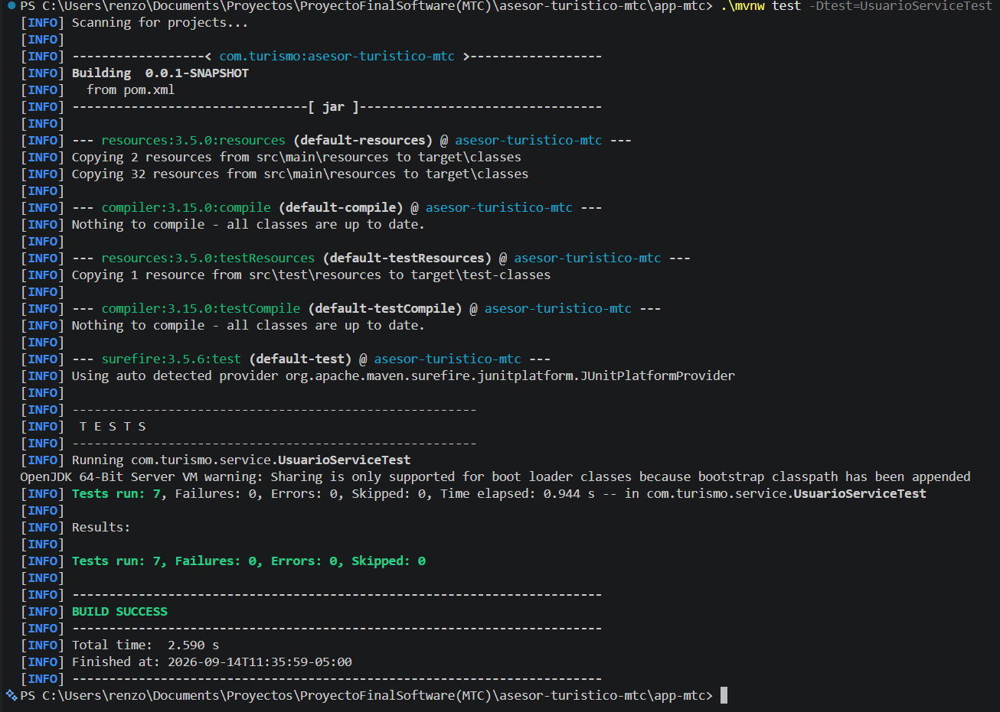 PS C:\Users\renzo\Documents\Proyectos\ProyectoFinalSoftware(MTC)\asesor-turistico-mtc\app-mtc> .\mvnw test -Dtest=UsuarioServiceTest
[INFO] Scanning for projects...
[INFO]
[INFO] ------------------< com.turismo:asesor-turistico-mtc >------------------
[INFO] Building  0.0.1-SNAPSHOT
[INFO]   from pom.xml
[INFO] --------------------------------[ jar ]---------------------------------
[INFO]
[INFO] --- resources:3.5.0:resources (default-resources) @ asesor-turistico-mtc ---
[INFO] Copying 2 resources from src\main\resources to target\classes
[INFO] Copying 32 resources from src\main\resources to target\classes
[INFO]
[INFO] --- compiler:3.15.0:compile (default-compile) @ asesor-turistico-mtc ---
[INFO] Nothing to compile - all classes are up to date.
[INFO]
[INFO] --- resources:3.5.0:testResources (default-testResources) @ asesor-turistico-mtc ---
[INFO] Copying 1 resource from src\test\resources to target\test-classes
[INFO]
[INFO] --- compiler:3.15.0:testCompile (default-testCompile) @ asesor-turistico-mtc ---
[INFO] Nothing to compile - all classes are up to date.
[INFO]
[INFO] --- surefire:3.5.6:test (default-test) @ asesor-turistico-mtc ---
[INFO] Using auto detected provider org.apache.maven.surefire.junitplatform.JUnitPlatformProvider
[INFO]
[INFO] -------------------------------------------------------
[INFO]  T E S T S
[INFO] -------------------------------------------------------
[INFO] Running com.turismo.service.UsuarioServiceTest
OpenJDK 64-Bit Server VM warning: Sharing is only supported for boot loader classes because bootstrap classpath has been appended
[INFO] Tests run: 7, Failures: 0, Errors: 0, Skipped: 0, Time elapsed: 0.944 s -- in com.turismo.service.UsuarioServiceTest
[INFO]
[INFO] Results:
[INFO]
[INFO] Tests run: 7, Failures: 0, Errors: 0, Skipped: 0
[INFO]
[INFO] ------------------------------------------------------------------------
[INFO] BUILD SUCCESS
[INFO] ------------------------------------------------------------------------
[INFO] Total time:  2.590 s
[INFO] Finished at: 2026-09-14T11:35:59-05:00
[INFO] ------------------------------------------------------------------------
PS C:\Users\renzo\Documents\Proyectos\ProyectoFinalSoftware(MTC)\asesor-turistico-mtc\app-mtc>